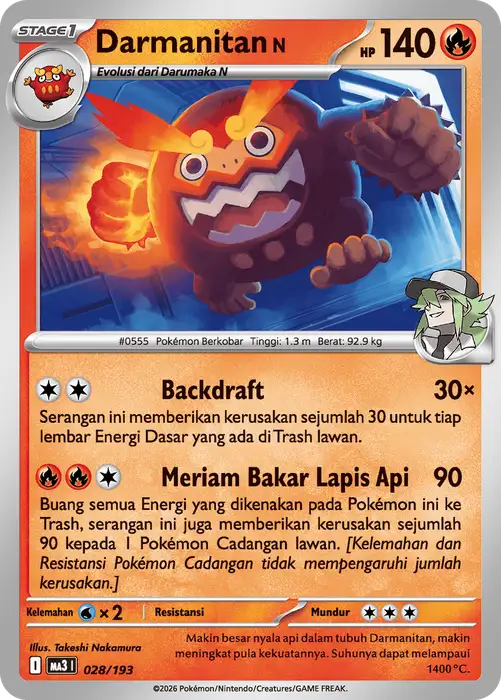 STAGE1
Darmanitan N
HP 140
Evolusi dari Darumaka N
#0555 Pokémon Berkobar Tinggi: 1.3 m Berat: 92.9 kg
Backdraft 30×
Serangan ini memberikan kerusakan sejumlah 30 untuk tiap
lembar Energi Dasar yang ada di Trash lawan.
Meriam Bakar Lapis Api 90
Buang semua Energi yang dikenakan pada Pokémon ini ke
Trash, serangan ini juga memberikan kerusakan sejumlah
90 kepada 1 Pokémon Cadangan lawan. [Kelemahan dan
Resistansi Pokémon Cadangan tidak mempengaruhi jumlah
kerusakan.]
Kelemahan ×2 Resistansi Mundur
Illus. Takeshi Nakamura
I MA3 I 028/193
Makin besar nyala api dalam tubuh Darmanitan, makin
meningkat pula kekuatannya. Suhunya dapat melampaui
1400°C.
©2026 Pokémon/Nintendo/Creatures/GAME FREAK.